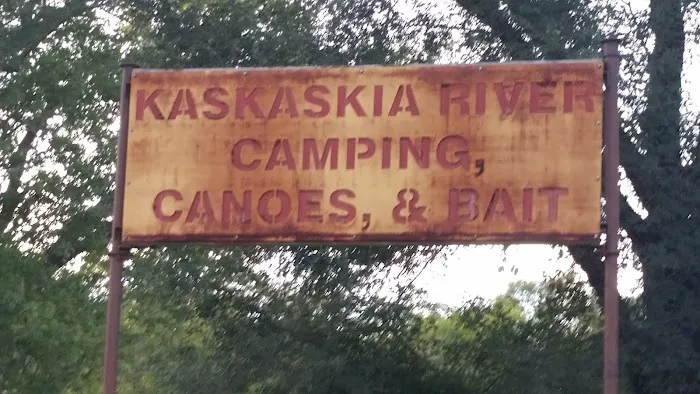 KASKASKIA RIVER
CAMPING,
CANOES, & BAIT